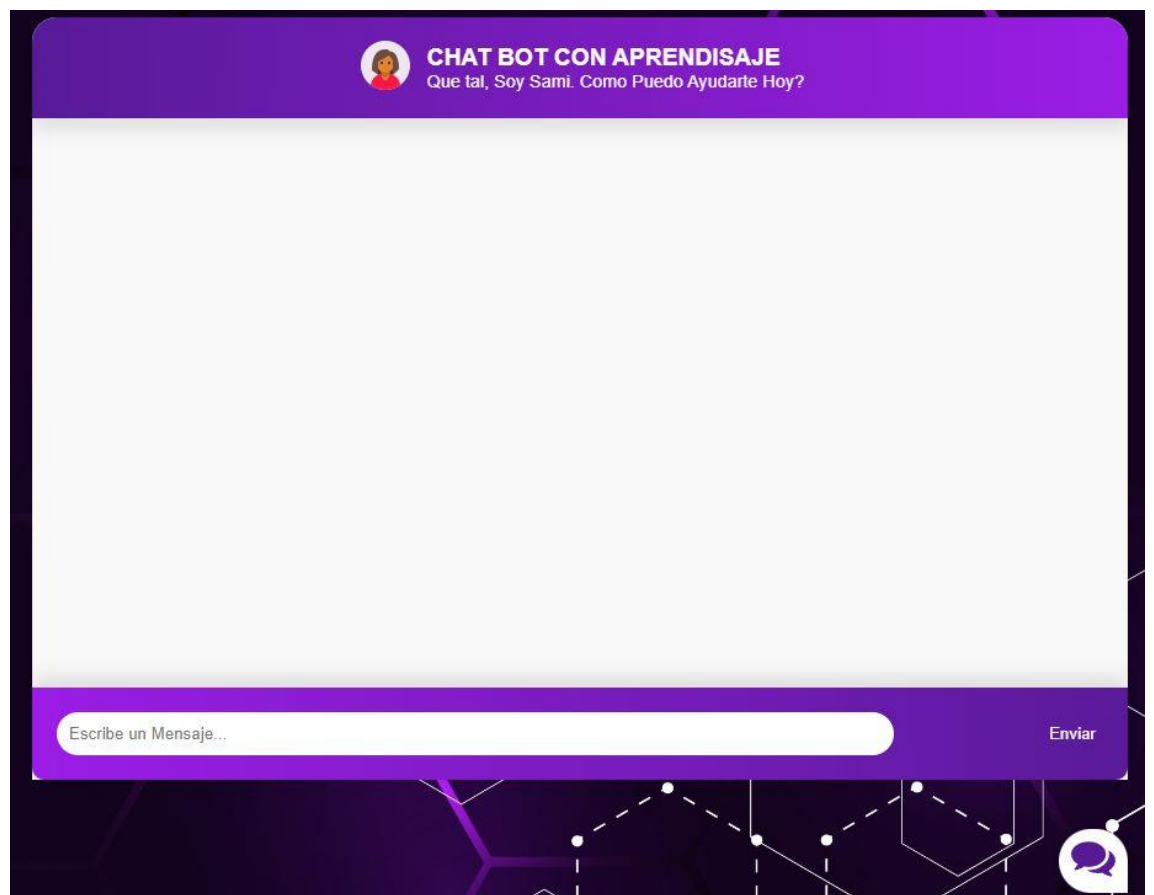 CHAT BOT CON APRENDISAJE
Que tal, Soy Sami. Como Puedo Ayudarte Hoy?
Escribe un Mensaje...
Enviar